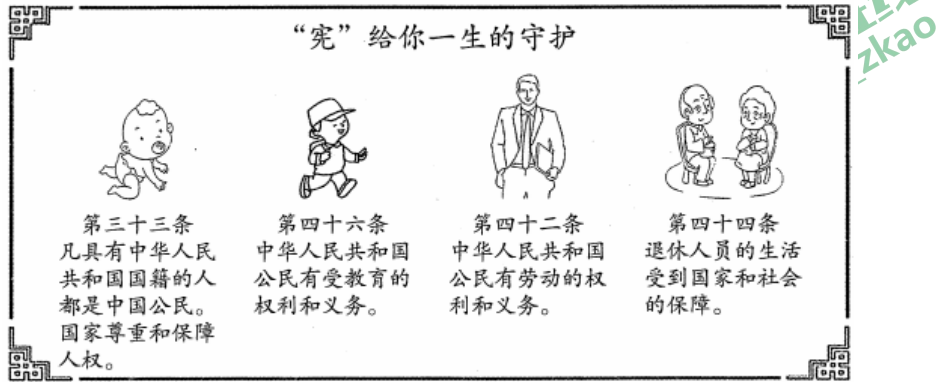 “宪”给你一生的守护
第三十三条
凡具有中华人民
共和国国籍的人
都是中国公民。
国家尊重和保障
人权。
第四十六条
中华人民共和国
公民有受教育的
权利和义务。
第四十二条
中华人民共和国
公民有劳动的权
利和义务。
第四十四条
退休人员的生活
受到国家和社会
的保障。
zkao